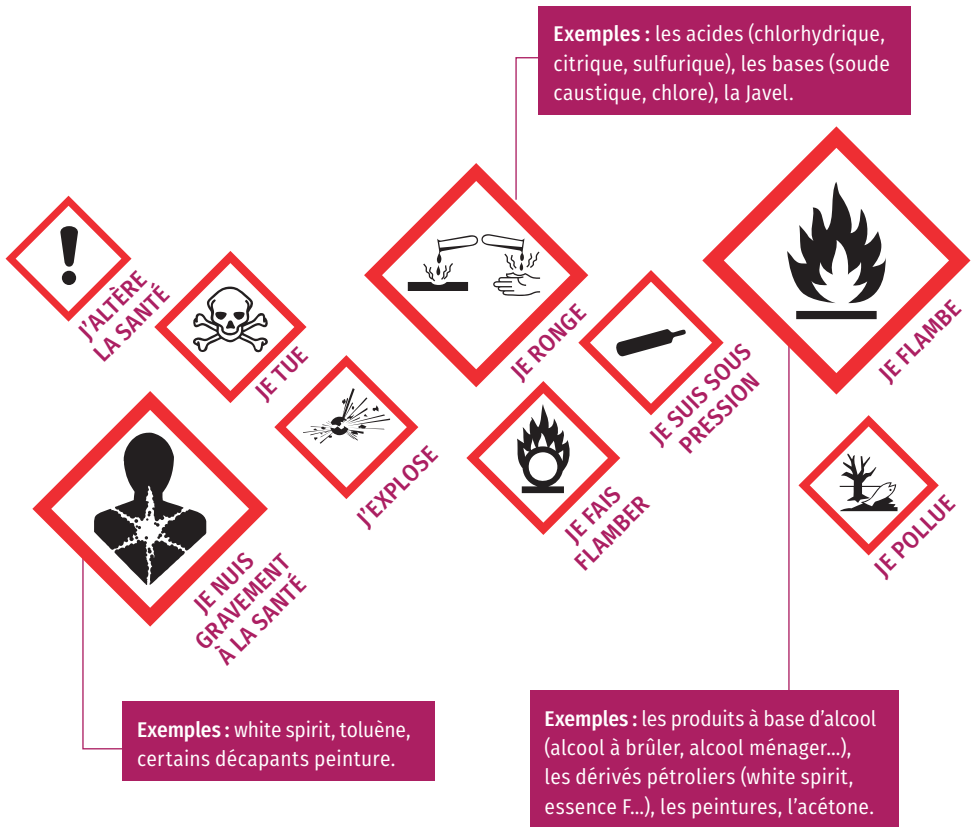 Exemples : les acides (chlorhydrique,
citrique, sulfurique), les bases (soude
caustique, chlore), la Javel.
J'ALTÈRE
LA SANTÉ
JE TUE
J'EXPLOSE
JE RONGE
JE SUIS SOUS
PRESSION
JE FLAMBE
JE NUIS
GRAVEMENT
À LA SANTÉ
JE FAIS
FLAMBER
JE POLLUE
Exemples : white spirit, toluène,
certains décapants peinture.
Exemples : les produits à base d'alcool
(alcool à brûler, alcool ménager...),
les dérivés pétroliers (white spirit,
essence F...), les peintures, l'acétone.